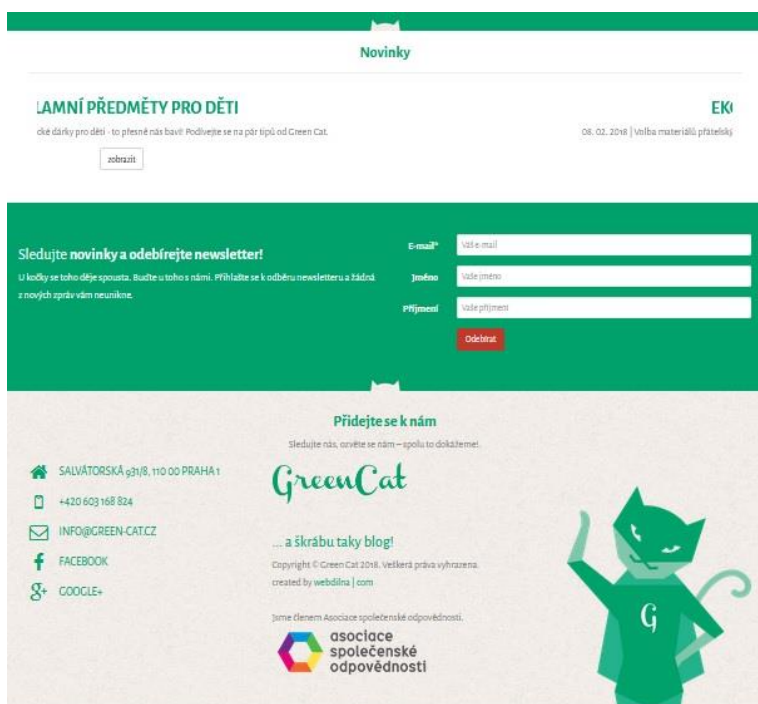 Novinky
LAMNÍ PŘEDMĚTY PRO DĚTI
cké dárky pro děti - to přesně nás baví! Podívejte se na pár tipů od Green Cat.
zobrazit
EKO
08. 02. 2018 | Volba materiálů přátelský
Sledujte novinky a odebírejte newsletter!
U kočky se toho děje spousta. Buďte u toho s námi. Přihlašte se k odběru newsletteru a žádná
z nových zpráv vám neunikne.
E-mail*
Váš e-mail
Jméno
Vaše jméno
Příjmení
Vaše příjmení
Odebírat
Přidejte se k nám
Sledujte nás, ozvěte se nám – spolu to dokážeme!
SALVÁTORSKÁ 931/8, 110 00 PRAHA 1
+420 603 168 824
INFO@GREEN-CAT.CZ
FACEBOOK
GOOGLE+
GreenCat
... a škrábu taky blog!
Copyright © Green Cat 2018. Veškerá práva vyhrazena.
created by webdílna | com
Jsme členem Asociace společenské odpovědnosti.
asociace
společenské
odpovědnosti
G